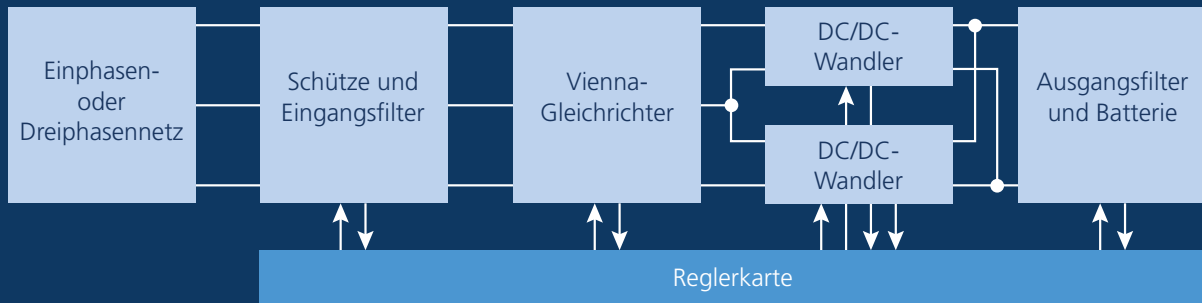 Einphasen-
oder
Dreiphasennetz
Schütze und
Eingangsfilter
Vienna-
Gleichrichter
DC/DC-
Wandler
DC/DC-
Wandler
Ausgangsfilter
und Batterie
Reglerkarte